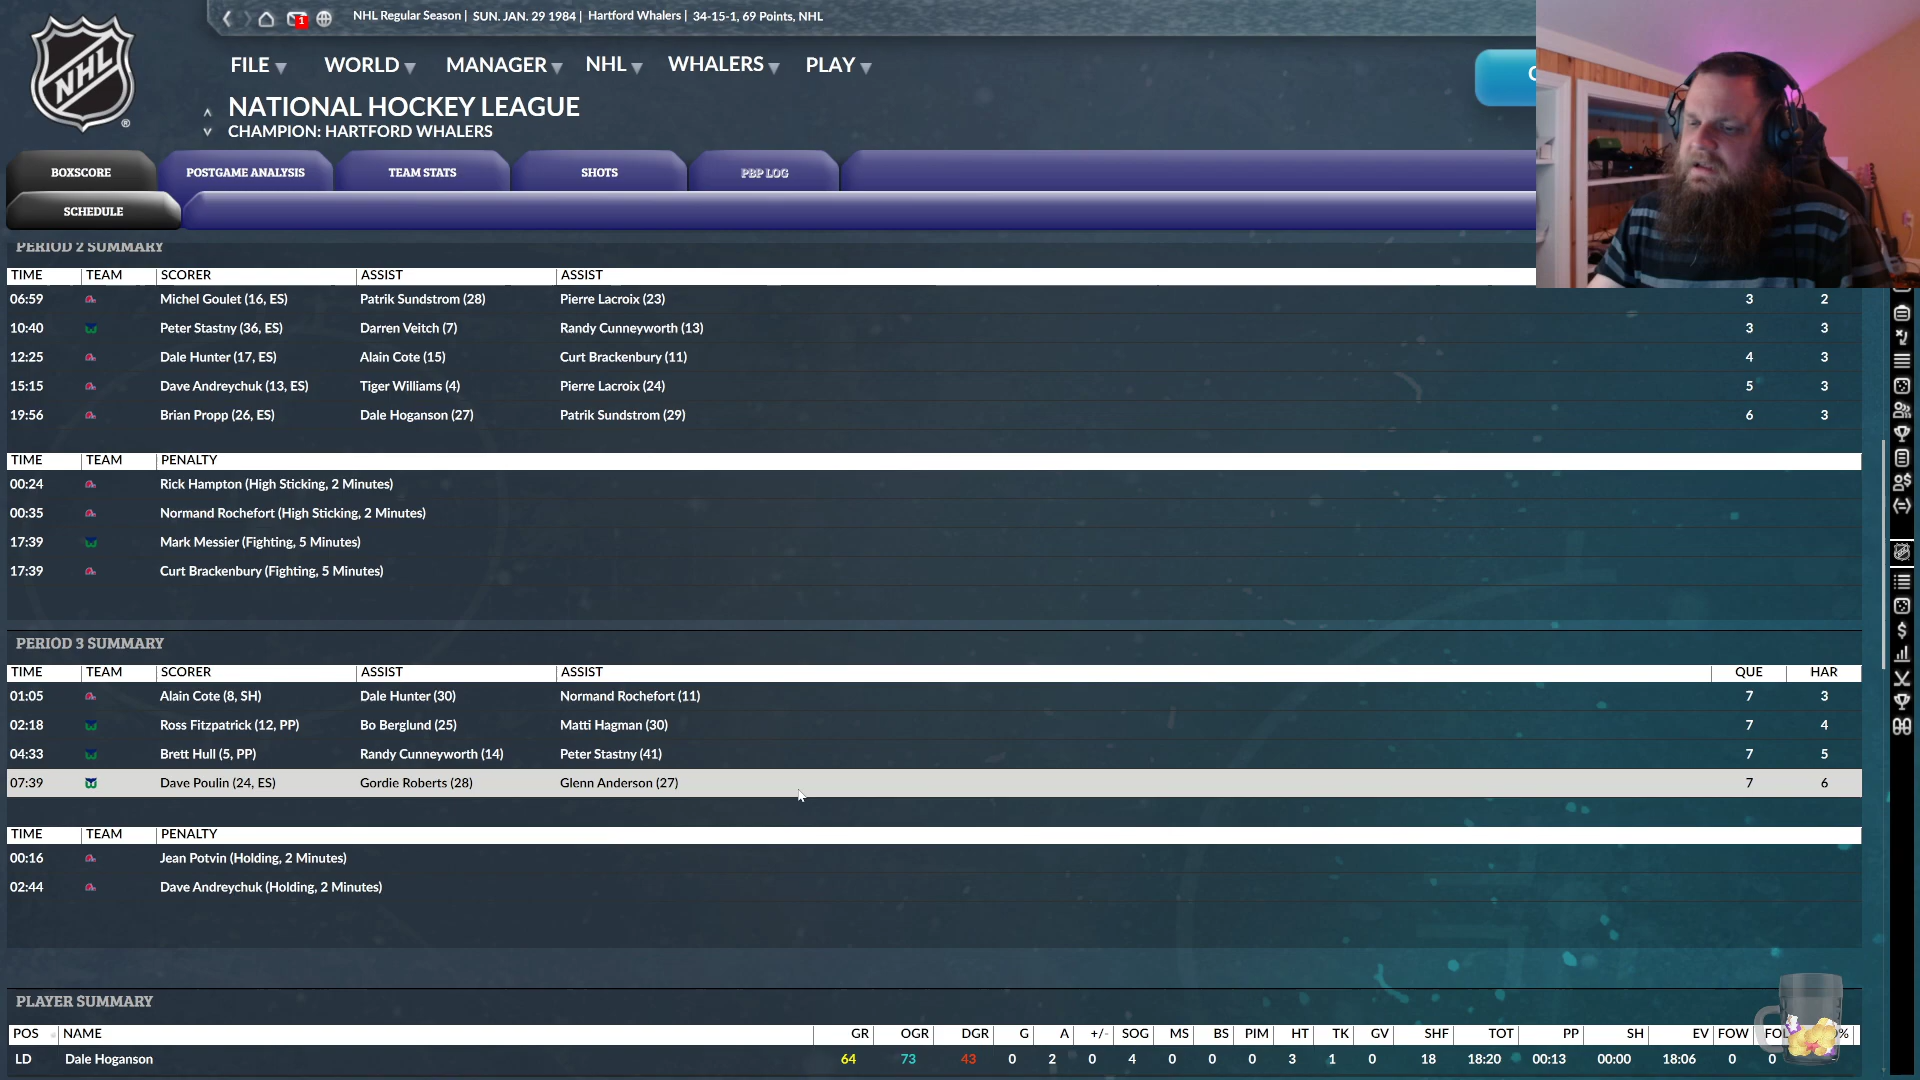 NHL Regular Season | SUN. JAN. 29 1984 | Hartford Whalers | 34-15-1, 69 Points, NHL
1
NHL
FILE WORLD MANAGER NHL WHALERS PLAY
NATIONAL HOCKEY LEAGUE
CHAMPION: HARTFORD WHALERS
BOXSCORE POSTGAME ANALYSIS TEAM STATS SHOTS PBP LOG
SCHEDULE
PERIOD 2 SUMMARY
TIME TEAM SCORER ASSIST ASSIST
06:59 Michel Goulet (16, ES) Patrik Sundstrom (28) Pierre Lacroix (23) 3 2
10:40 Peter Stastny (36, ES) Darren Veitch (7) Randy Cunneyworth (13) 3 3
12:25 Dale Hunter (17, ES) Alain Cote (15) Curt Brackenbury (11) 4 3
15:15 Dave Andreychuk (13, ES) Tiger Williams (4) Pierre Lacroix (24) 5 3
19:56 Brian Propp (26, ES) Dale Hoganson (27) Patrik Sundstrom (29) 6 3
TIME TEAM PENALTY
00:24 Rick Hampton (High Sticking, 2 Minutes)
00:35 Normand Rochefort (High Sticking, 2 Minutes)
17:39 Mark Messier (Fighting, 5 Minutes)
17:39 Curt Brackenbury (Fighting, 5 Minutes)
PERIOD 3 SUMMARY
TIME TEAM SCORER ASSIST ASSIST QUE HAR
01:05 Alain Cote (8, SH) Dale Hunter (30) Normand Rochefort (11) 7 3
02:18 Ross Fitzpatrick (12, PP) Bo Berglund (25) Matti Hagman (30) 7 4
04:33 Brett Hull (5, PP) Randy Cunneyworth (14) Peter Stastny (41) 7 5
07:39 Dave Poulin (24, ES) Gordie Roberts (28) Glenn Anderson (27) 7 6
TIME TEAM PENALTY
00:16 Jean Potvin (Holding, 2 Minutes)
02:44 Dave Andreychuk (Holding, 2 Minutes)
PLAYER SUMMARY
POS NAME GR OGR DGR G A +/- SOG MS BS PIM HT TK GV SHF TOT PP SH EV FOW
LD Dale Hoganson 64 73 43 0 2 0 4 0 0 0 3 1 0 18 18:20 00:13 00:00 18:06 0 0